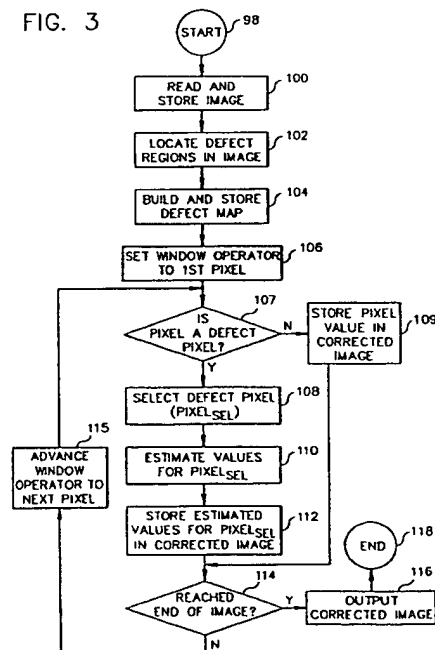 FIG. 3
START
98
READ AND
STORE IMAGE
100
LOCATE DEFECT
REGIONS IN IMAGE
102
BUILD AND STORE
DEFECT MAP
104
SET WINDOW OPERATOR
TO 1ST PIXEL
106
IS
PIXEL A DEFECT
PIXEL?
107
N
Y
STORE PIXEL
VALUE IN
CORRECTED
IMAGE
109
SELECT DEFECT PIXEL
(PIXELSEL)
108
ESTIMATE VALUES
FOR PIXELSEL
110
STORE ESTIMATED
VALUES FOR PIXELSEL
IN CORRECTED IMAGE
112
115
ADVANCE
WINDOW
OPERATOR TO
NEXT PIXEL
REACHED
END OF IMAGE?
114
Y
N
OUTPUT
CORRECTED IMAGE
116
END
118